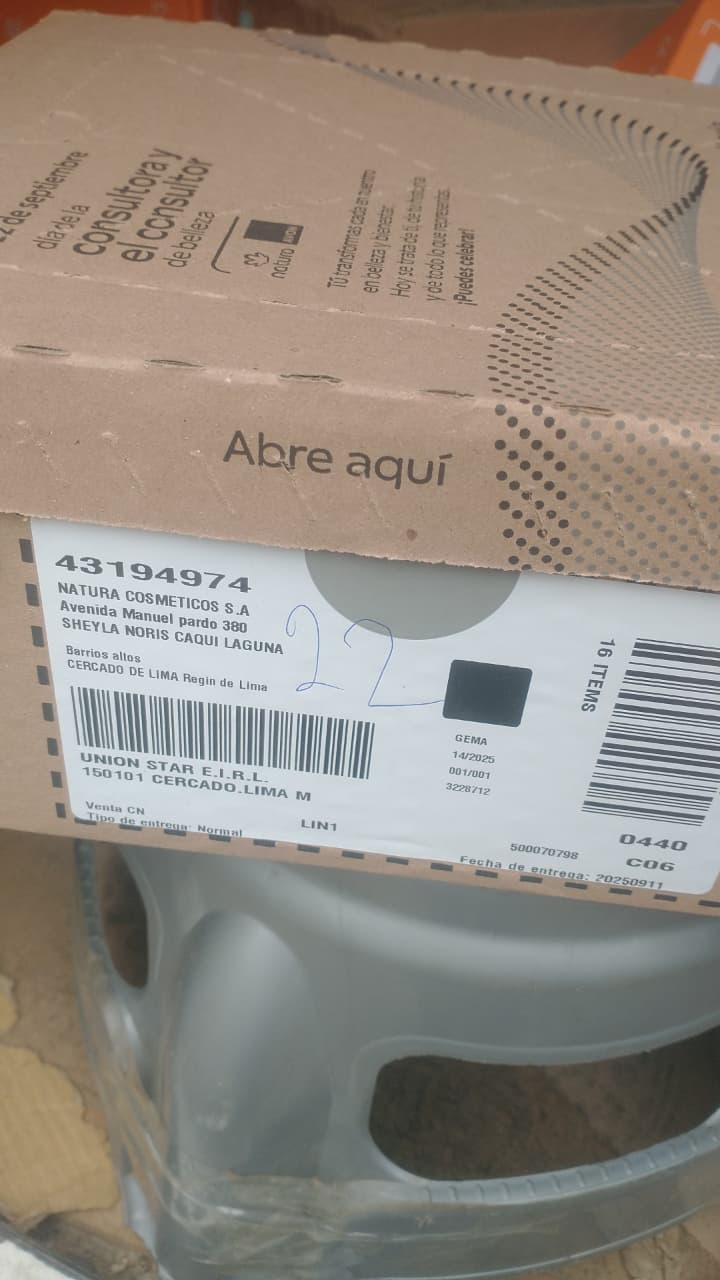 de septiembre
día de la
consultora y
el consultor
de belleza
natura
Tú transformas cada encuentro
en belleza y bienestar.
Hoy se trata de ti, de tu historia
y de todo lo que representas.
¡Puedes celebrar!
Abre aquí
43194974
NATURA COSMETICOS S.A
Avenida Manuel pardo 380
SHEYLA NORIS CAQUI LAGUNA
Barrios altos
CERCADO DE LIMA Regin de Lima
22
UNION STAR E.I.R.L.
150101 CERCADO.LIMA M
Venta CN
Tipo de entrega: Normal
LIN1
GEMA
14/2025
001/001
3228712
16 ITEMS
0440
C06
500070798
Fecha de entrega: 20250911